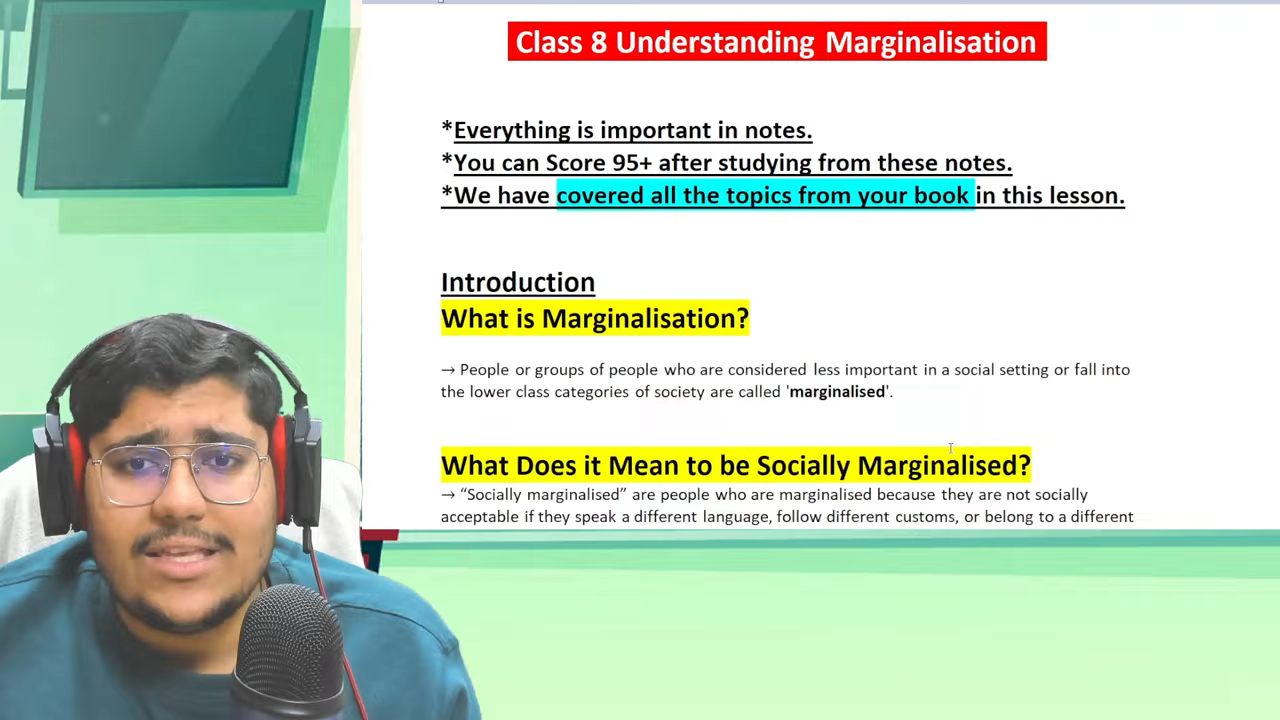 Class 8 Understanding Marginalisation
*Everything is important in notes.
*You can Score 95+ after studying from these notes.
*We have covered all the topics from your book in this lesson.
Introduction
What is Marginalisation?
→ People or groups of people who are considered less important in a social setting or fall into
the lower class categories of society are called 'marginalised'.
What Does it Mean to be Socially Marginalised?
→ “Socially marginalised” are people who are marginalised because they are not socially
acceptable if they speak a different language, follow different customs, or belong to a different